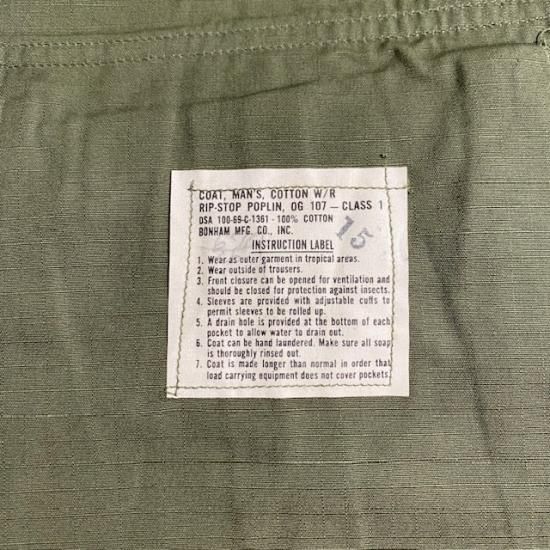 COAT, MAN'S, COTTON W/R
RIP-STOP POPLIN, OG 107 — CLASS 1
DSA 100-69-C-1361 - 100% COTTON
BONHAM MFG. CO., INC.
15
INSTRUCTION LABEL
1. Wear as outer garment in tropical areas.
2. Wear outside of trousers.
3. Front closure can be opened for ventilation and
should be closed for protection against insects.
4. Sleeves are provided with adjustable cuffs to
permit sleeves to be rolled up.
5. A drain hole is provided at the bottom of each
pocket to allow water to drain out.
6. Coat can be hand laundered. Make sure all soap
is thoroughly rinsed out.
7. Coat is made longer than normal in order that
load carrying equipment does not cover pockets.